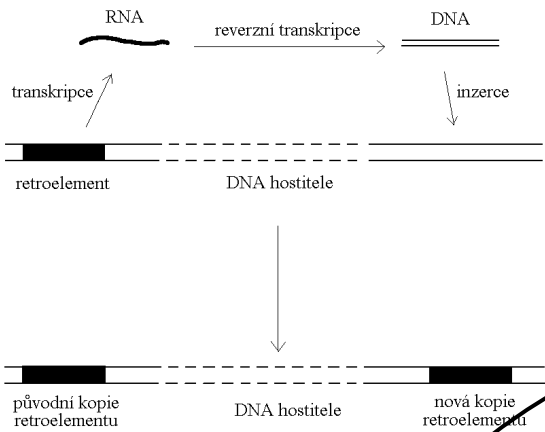 RNA
reverzní transkripce
DNA
transkripce
inzerce
retroelement
DNA hostitele
původní kopie
retroelementu
DNA hostitele
nová kopie
retroelementu